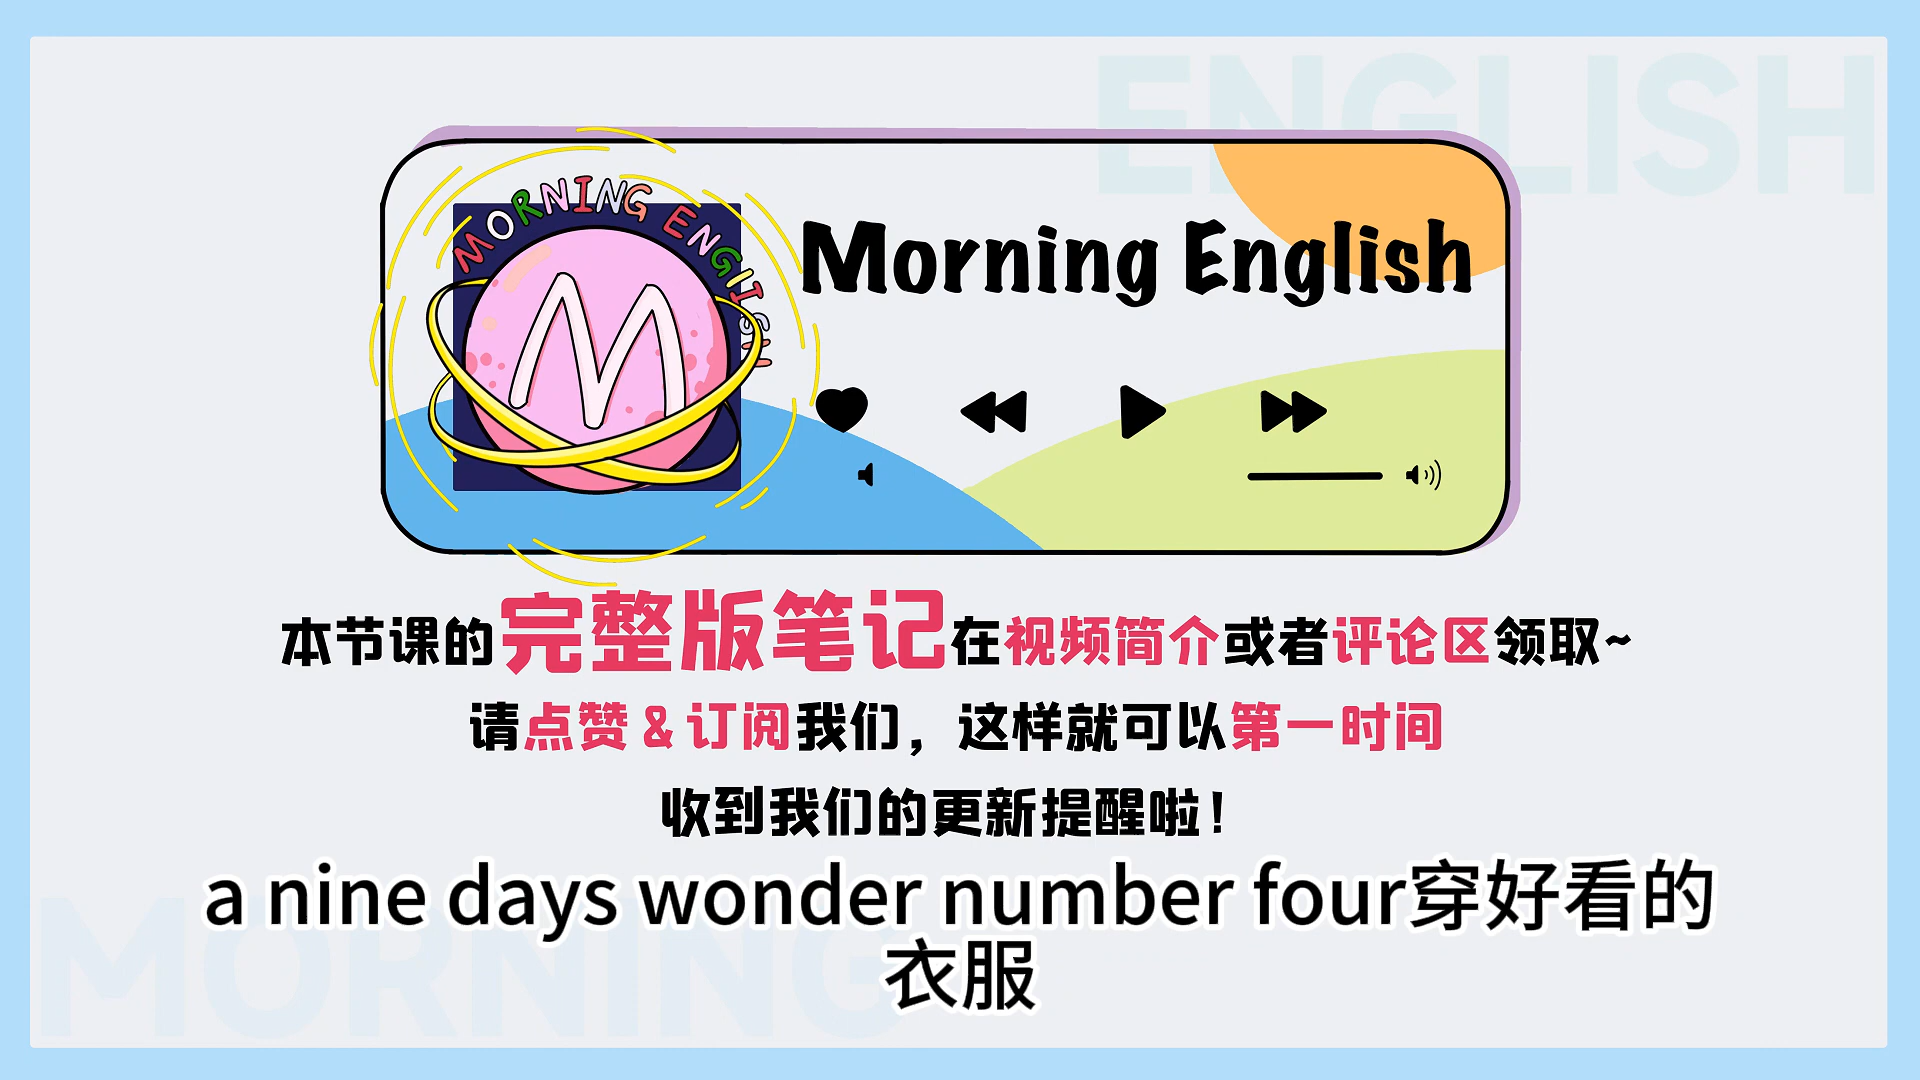 ENGLISH
MORNING ENGLISH
M
Morning English
本节课的完整版笔记在视频简介或者评论区领取~
请点赞&订阅我们，这样就可以第一时间
收到我们的更新提醒啦！
MORNING
a nine days wonder number four穿好看的
衣服